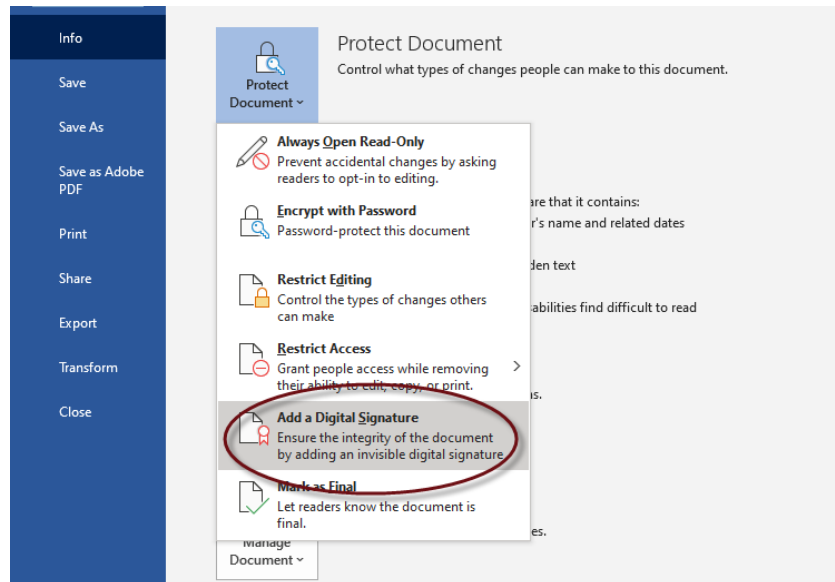 Info
Save
Save As
Save as Adobe
PDF
Print
Share
Export
Transform
Close
Protect
Document
Protect Document
Control what types of changes people can make to this document.
Always Open Read-Only
Prevent accidental changes by asking
readers to opt-in to editing.
Encrypt with Password
Password-protect this document
Restrict Editing
Control the types of changes others
can make
Restrict Access
Grant people access while removing
their ability to edit, copy, or print.
Add a Digital Signature
Ensure the integrity of the document
by adding an invisible digital signature
Mark as Final
Let readers know the document is
final.
are that it contains:
r's name and related dates
den text
abilities find difficult to read
ns.
es.
Manage
Document